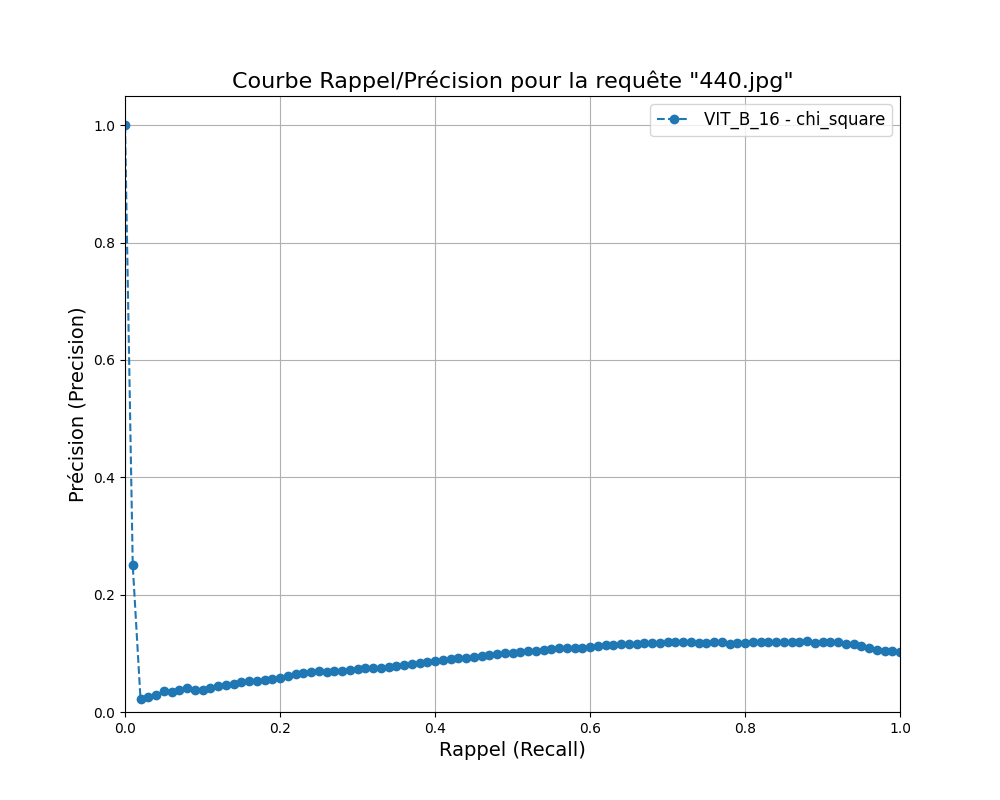 Courbe Rappel/Précision pour la requête "440.jpg"
VIT_B_16 - chi_square
1.0
0.8
0.6
0.4
0.2
0.0
Précision (Precision)
0.0 0.2 0.4 0.6 0.8 1.0
Rappel (Recall)